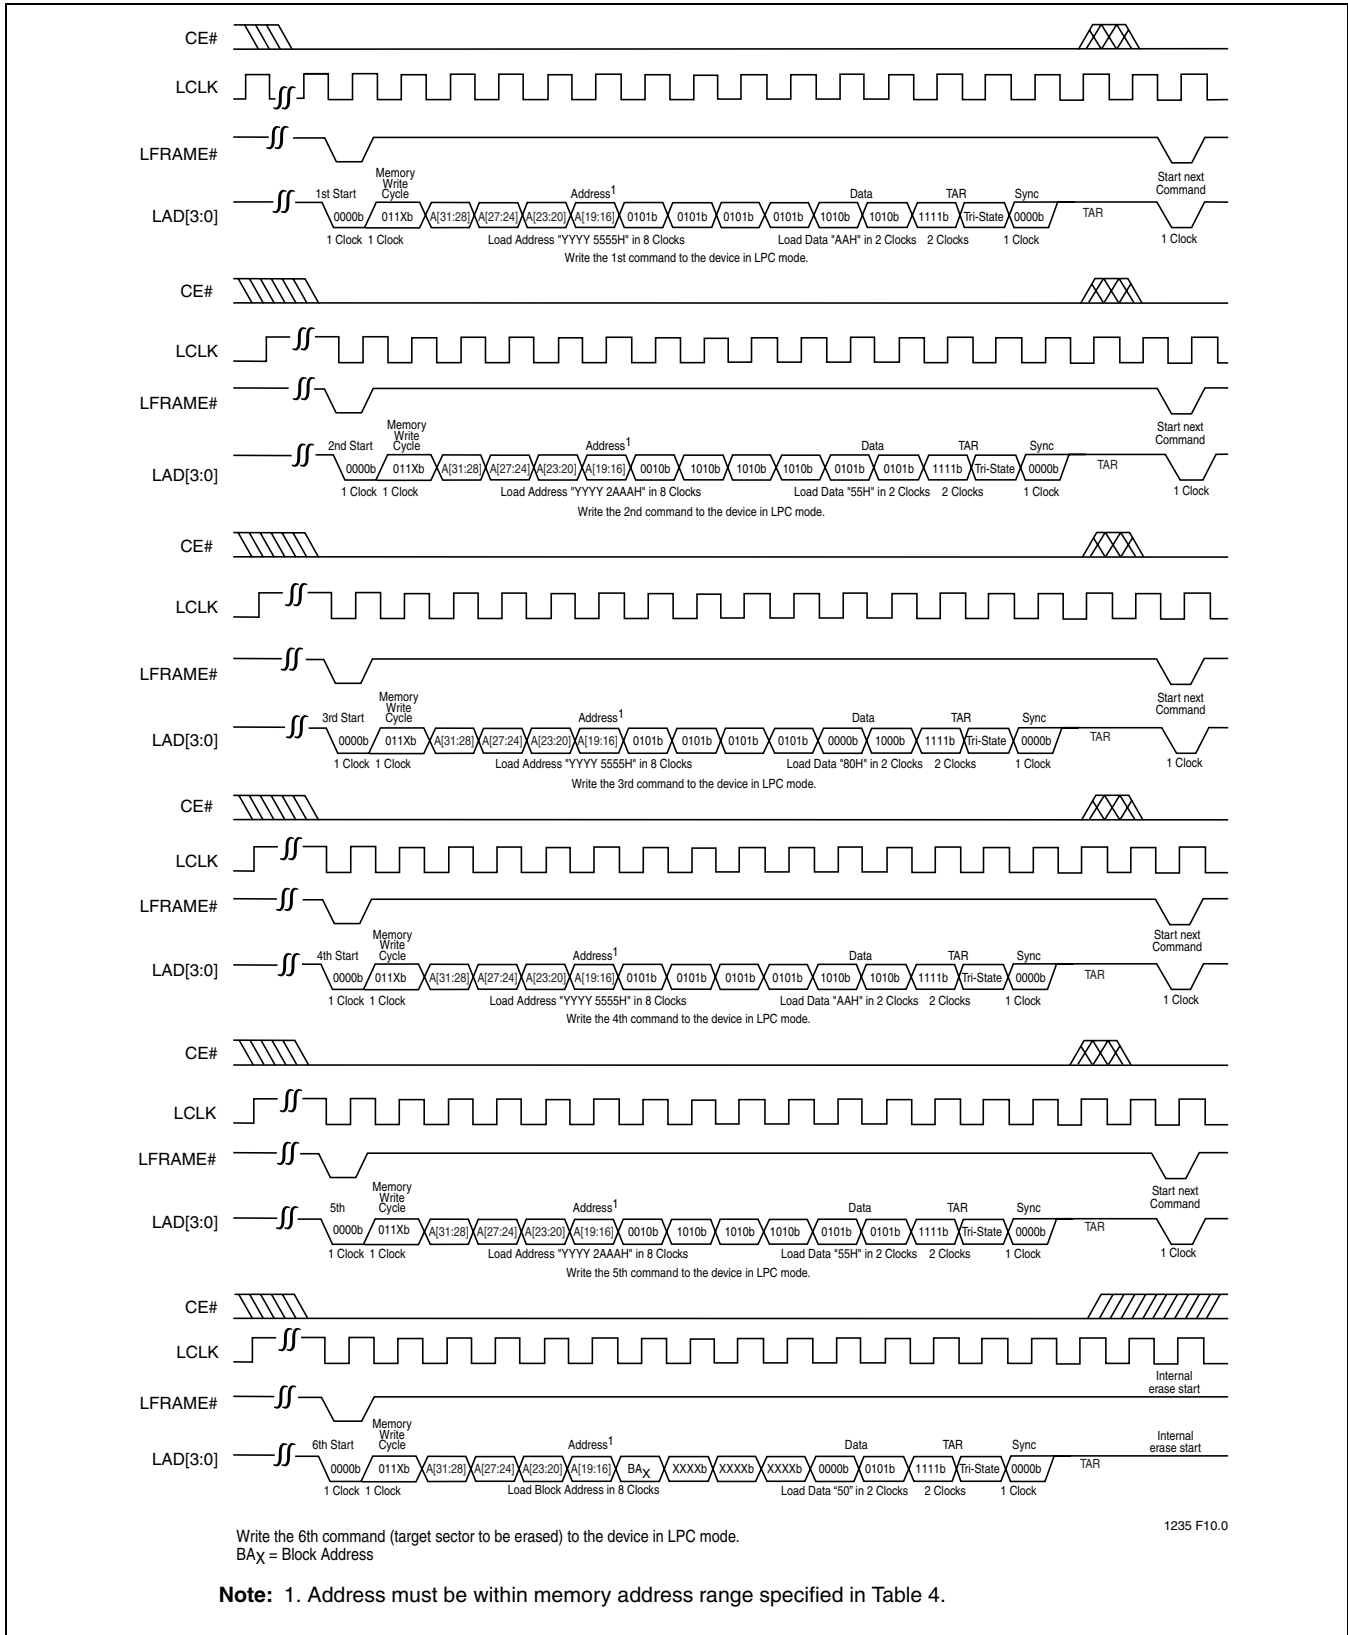 CE#
LCLK
LFRAME#
Start next
Command
Memory
Write
Cycle
1st Start
Address1
Data
TAR
Sync
LAD[3:0]
0000b 011Xb A[31:28] A[27:24] A[23:20] A[19:16] 0101b 0101b 0101b 0101b 1010b 1010b 1111b Tri-State 0000b TAR
1 Clock 1 Clock Load Address "YYYY 5555H" in 8 Clocks Load Data "AAH" in 2 Clocks 2 Clocks 1 Clock 1 Clock
Write the 1st command to the device in LPC mode.
CE#
LCLK
LFRAME#
Start next
Command
Memory
Write
Cycle
2nd Start
Address1
Data
TAR
Sync
LAD[3:0]
0000b 011Xb A[31:28] A[27:24] A[23:20] A[19:16] 0010b 1010b 1010b 1010b 0101b 0101b 1111b Tri-State 0000b TAR
1 Clock 1 Clock Load Address "YYYY 2AAAH" in 8 Clocks Load Data "55H" in 2 Clocks 2 Clocks 1 Clock 1 Clock
Write the 2nd command to the device in LPC mode.
CE#
LCLK
LFRAME#
Start next
Command
Memory
Write
Cycle
3rd Start
Address1
Data
TAR
Sync
LAD[3:0]
0000b 011Xb A[31:28] A[27:24] A[23:20] A[19:16] 0101b 0101b 0101b 0101b 0000b 1000b 1111b Tri-State 0000b TAR
1 Clock 1 Clock Load Address "YYYY 5555H" in 8 Clocks Load Data "80H" in 2 Clocks 2 Clocks 1 Clock 1 Clock
Write the 3rd command to the device in LPC mode.
CE#
LCLK
LFRAME#
Start next
Command
Memory
Write
Cycle
4th Start
Address1
Data
TAR
Sync
LAD[3:0]
0000b 011Xb A[31:28] A[27:24] A[23:20] A[19:16] 0101b 0101b 0101b 0101b 1010b 1010b 1111b Tri-State 0000b TAR
1 Clock 1 Clock Load Address "YYYY 5555H" in 8 Clocks Load Data "AAH" in 2 Clocks 2 Clocks 1 Clock 1 Clock
Write the 4th command to the device in LPC mode.
CE#
LCLK
LFRAME#
Start next
Command
Memory
Write
Cycle
5th
Address1
Data
TAR
Sync
LAD[3:0]
0000b 011Xb A[31:28] A[27:24] A[23:20] A[19:16] 0010b 1010b 1010b 1010b 0101b 0101b 1111b Tri-State 0000b TAR
1 Clock 1 Clock Load Address "YYYY 2AAAH" in 8 Clocks Load Data "55H" in 2 Clocks 2 Clocks 1 Clock 1 Clock
Write the 5th command to the device in LPC mode.
CE#
LCLK
Internal
erase start
LFRAME#
Memory
Write
Cycle
6th Start
Address1
Data
TAR
Sync
Internal
erase start
LAD[3:0]
0000b 011Xb A[31:28] A[27:24] A[23:20] A[19:16] BAX XXXXb XXXXb XXXXb 0000b 0101b 1111b Tri-State 0000b TAR
1 Clock 1 Clock Load Block Address in 8 Clocks Load Data “50” in 2 Clocks 2 Clocks 1 Clock
1235 F10.0
Write the 6th command (target sector to be erased) to the device in LPC mode.
BAX = Block Address
Note: 1. Address must be within memory address range specified in Table 4.